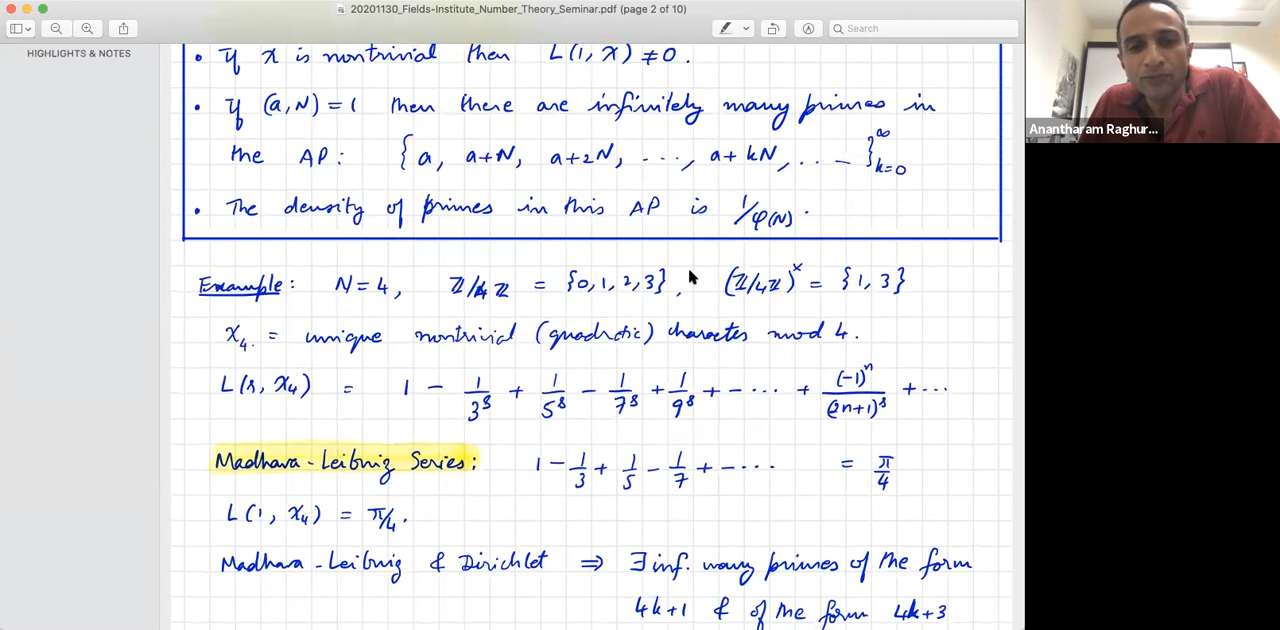 20201130_Fields-Institute_Number_Theory_Seminar.pdf (page 2 of 10)
Search
HIGHLIGHTS & NOTES
Anantharam Raghur...
• If χ is nontrivial then L(1, χ) ≠ 0.
• If (a, N) = 1 then there are infinitely many primes in
the AP: {a, a+N, a+2N, ..., a+kN, ...}_{k=0}^∞
• The density of primes in this AP is 1/φ(N).
Example: N = 4, ℤ/4ℤ = {0, 1, 2, 3}, (ℤ/4ℤ)^× = {1, 3}
χ₄. = unique nontrivial (quadratic) character mod 4.
L(s, χ₄) = 1 - 1/3^s + 1/5^s - 1/7^s + 1/9^s + - ... + (-1)^n/(2n+1)^s + ...
Madhava-Leibniz Series: 1 - 1/3 + 1/5 - 1/7 + - ... = π/4
L(1, χ₄) = π/4.
Madhava-Leibniz & Dirichlet ⇒ ∃ inf. many primes of the form
4k+1 & of the form 4k+3